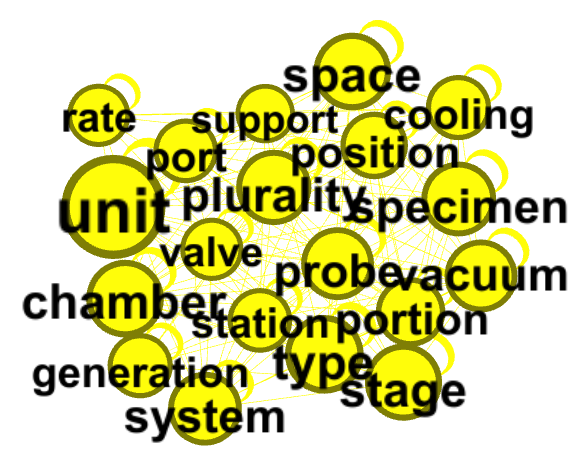 space
rate
support
cooling
port
position
unit
plurality
specimen
valve
probe
vacuum
chamber
station
portion
generation
type
system
stage